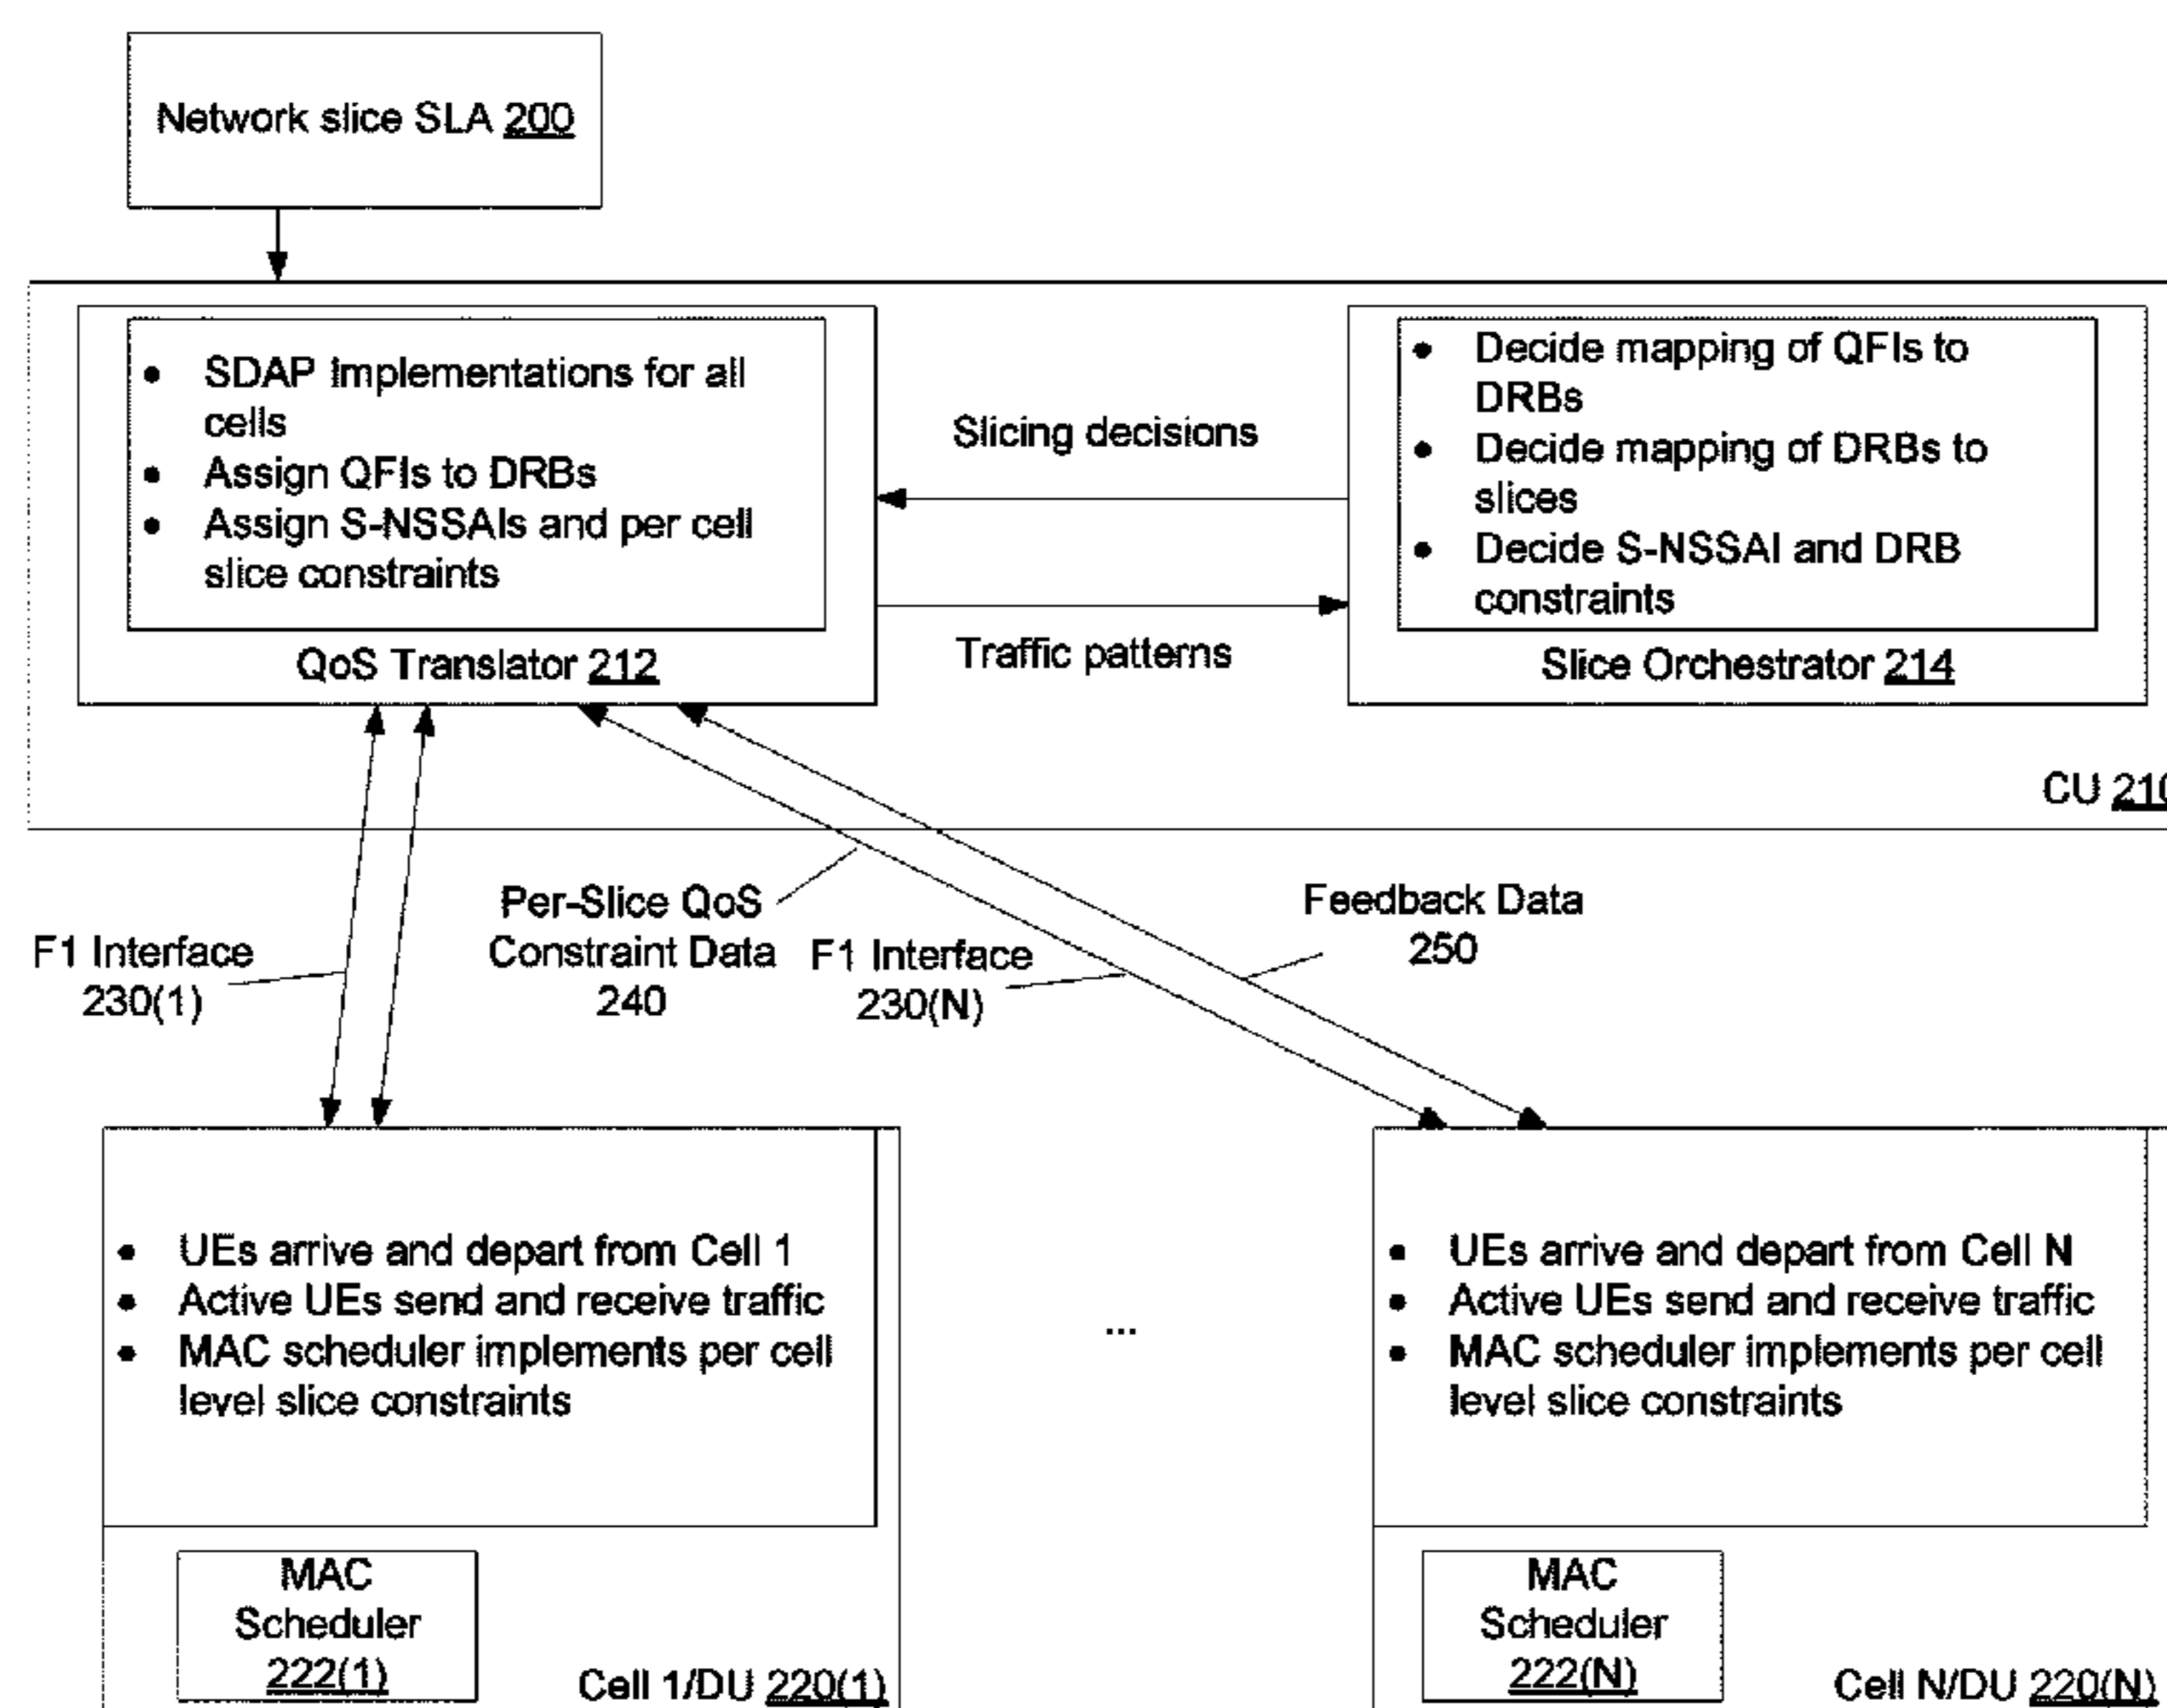 Network slice SLA 200
• SDAP Implementations for all
cells
• Assign QFIs to DRBs
• Assign S-NSSAIs and per cell
slice constraints
QoS Translator 212
Slicing decisions
Traffic patterns
• Decide mapping of QFIs to
DRBs
• Decide mapping of DRBs to
slices
• Decide S-NSSAI and DRB
constraints
Slice Orchestrator 214
CU 210
F1 Interface
230(1)
Per-Slice QoS
Constraint Data
240
F1 Interface
230(N)
Feedback Data
250
• UEs arrive and depart from Cell 1
• Active UEs send and receive traffic
• MAC scheduler implements per cell
level slice constraints
MAC
Scheduler
222(1)
Cell 1/DU 220(1)
...
• UEs arrive and depart from Cell N
• Active UEs send and receive traffic
• MAC scheduler implements per cell
level slice constraints
MAC
Scheduler
222(N)
Cell N/DU 220(N)